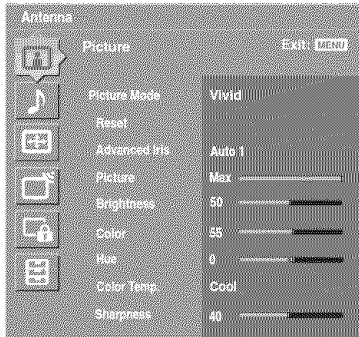 Antenna
Picture Exit: MENU
Picture Mode Vivid
Reset
Advanced Iris Auto 1
Picture Max
Brightness 50
Color 55
Hue 0
Color Temp. Cool
Sharpness 40